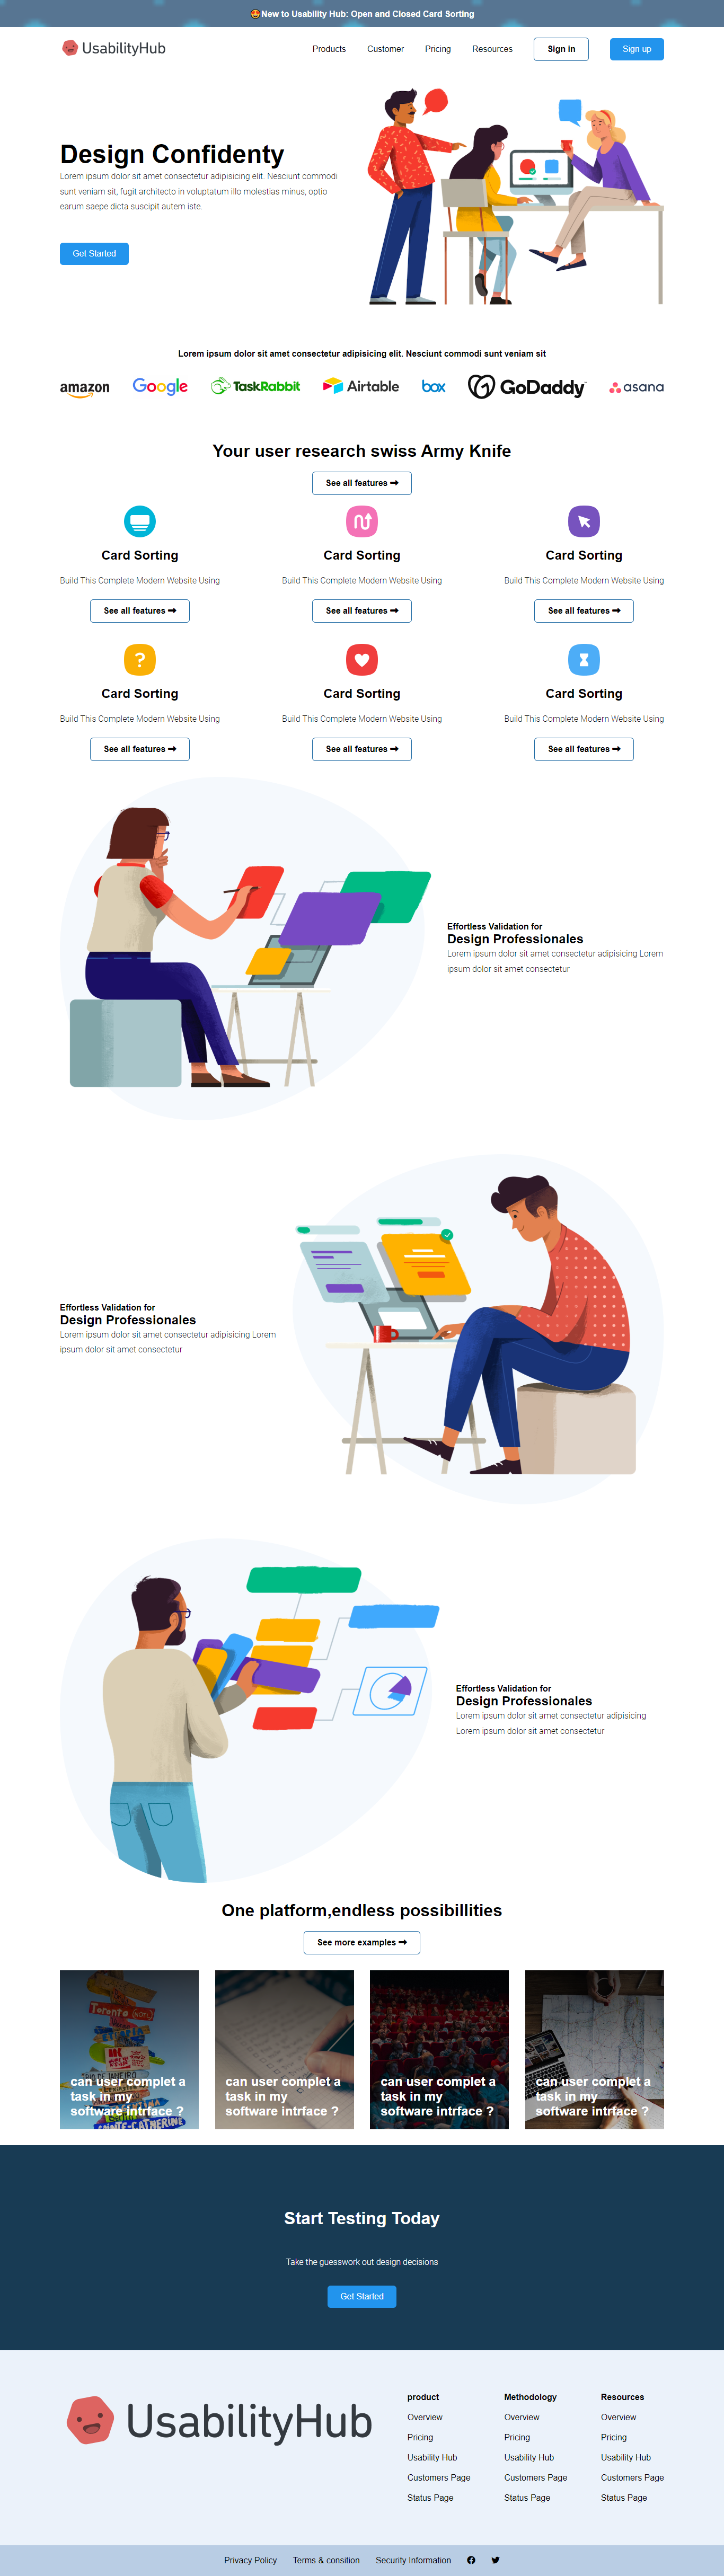 🤩New to Usability Hub: Open and Closed Card Sorting
UsabilityHub
Products
Customer
Pricing
Resources
Sign in
Sign up
Design Confidenty
Lorem ipsum dolor sit amet consectetur adipisicing elit. Nesciunt commodi
sunt veniam sit, fugit architecto in voluptatum illo molestias minus, optio
earum saepe dicta suscipit autem iste.
Get Started
Lorem ipsum dolor sit amet consectetur adipisicing elit. Nesciunt commodi sunt veniam sit
amazon
Google
TaskRabbit
Airtable
box
GoDaddy
asana
Your user research swiss Army Knife
See all features ➞
Card Sorting
Build This Complete Modern Website Using
See all features ➞
Card Sorting
Build This Complete Modern Website Using
See all features ➞
Card Sorting
Build This Complete Modern Website Using
See all features ➞
?
Card Sorting
Build This Complete Modern Website Using
See all features ➞
Card Sorting
Build This Complete Modern Website Using
See all features ➞
Card Sorting
Build This Complete Modern Website Using
See all features ➞
Effortless Validation for
Design Professionales
Lorem ipsum dolor sit amet consectetur adipisicing Lorem
ipsum dolor sit amet consectetur
Effortless Validation for
Design Professionales
Lorem ipsum dolor sit amet consectetur adipisicing Lorem
ipsum dolor sit amet consectetur
Effortless Validation for
Design Professionales
Lorem ipsum dolor sit amet consectetur adipisicing
Lorem ipsum dolor sit amet consectetur
One platform,endless possibillities
See more examples ➞
Toronto
can user complet a
task in my
software intrface ?
can user complet a
task in my
software intrface ?
can user complet a
task in my
software intrface ?
can user complet a
task in my
software intrface ?
Start Testing Today
Take the guesswork out design decisions
Get Started
UsabilityHub
product
Overview
Pricing
Usability Hub
Customers Page
Status Page
Methodology
Overview
Pricing
Usability Hub
Customers Page
Status Page
Resources
Overview
Pricing
Usability Hub
Customers Page
Status Page
Privacy Policy
Terms & consition
Security Information